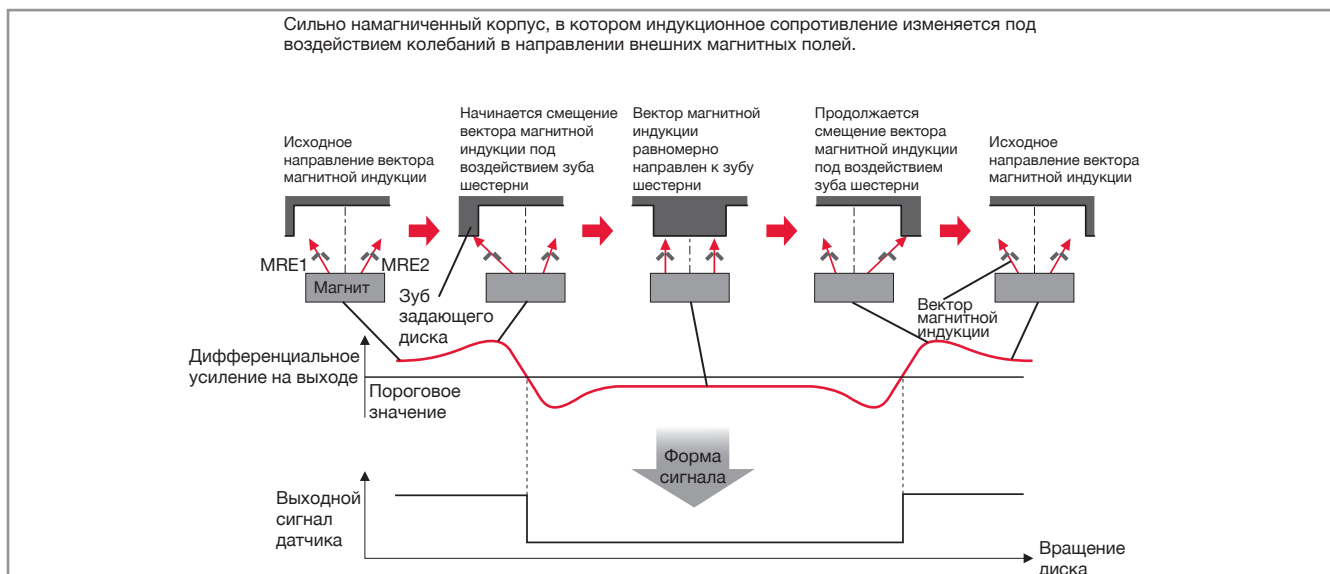 Сильно намагниченный корпус, в котором индукционное сопротивление изменяется под
воздействием колебаний в направлении внешних магнитных полей.
Исходное
направление вектора
магнитной индукции
Начинается смещение
вектора магнитной
индукции под
воздействием зуба
шестерни
Вектор магнитной
индукции
равномерно
направлен к зубу
шестерни
Продолжается
смещение вектора
магнитной индукции
под воздействием
зуба шестерни
Исходное
направление вектора
магнитной индукции
MRE1
MRE2
Магнит
Зуб
задающего
диска
Вектор
магнитной
индукции
Дифференциальное
усиление на выходе
Пороговое
значение
Форма
сигнала
Выходной
сигнал
датчика
Вращение
диска